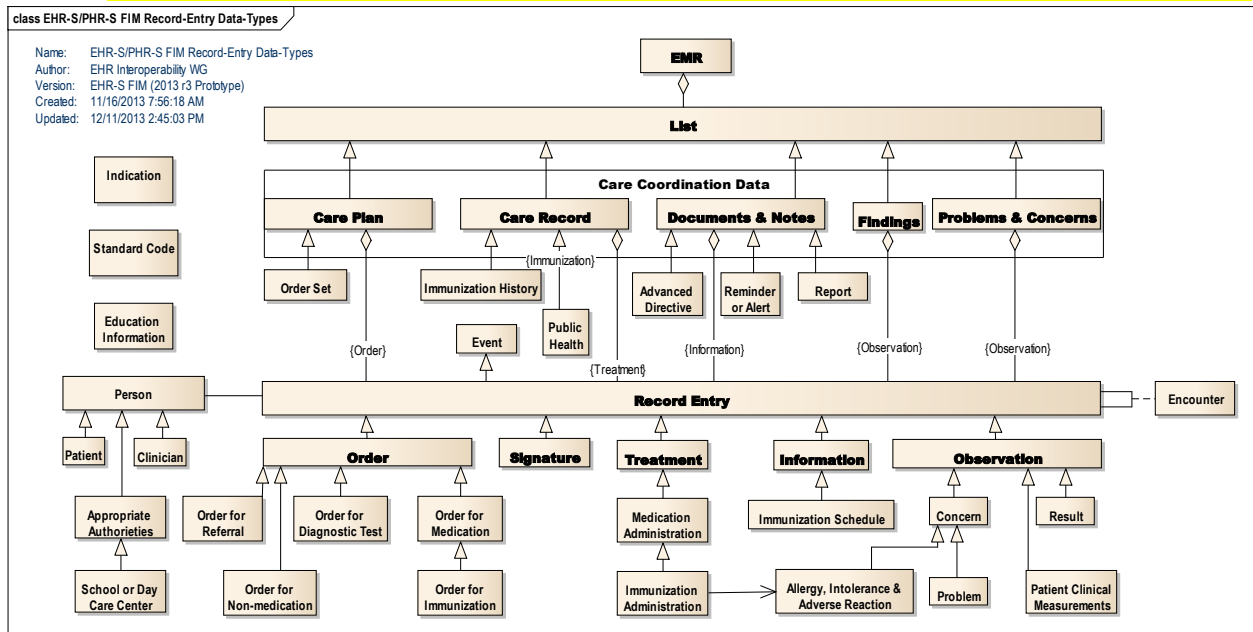 class EHR-S/PHR-S FIM Record-Entry Data-Types
Name: EHR-S/PHR-S FIM Record-Entry Data-Types
Author: EHR Interoperability WG
Version: EHR-S FIM (2013 r3 Prototype)
Created: 11/16/2013 7:56:18 AM
Updated: 12/11/2013 2:45:03 PM
EMR
List
Indication
Care Coordination Data
Care Plan
Care Record
Documents & Notes
Findings
Problems & Concerns
Standard Code
{Immunization}
Order Set
Immunization History
Advanced
Directive
Reminder
or Alert
Report
Education
Information
Event
Public
Health
{Order}
{Information}
{Observation}
{Observation}
{Treatment}
Person
Record Entry
Encounter
Patient
Clinician
Order
Signature
Treatment
Information
Observation
Appropriate
Authorieties
Order for
Referral
Order for
Diagnostic Test
Order for
Medication
Medication
Administration
Immunization Schedule
Concern
Result
School or Day
Care Center
Order for
Non-medication
Order for
Immunization
Immunization
Administration
Allergy, Intolerance &
Adverse Reaction
Problem
Patient Clinical
Measurements